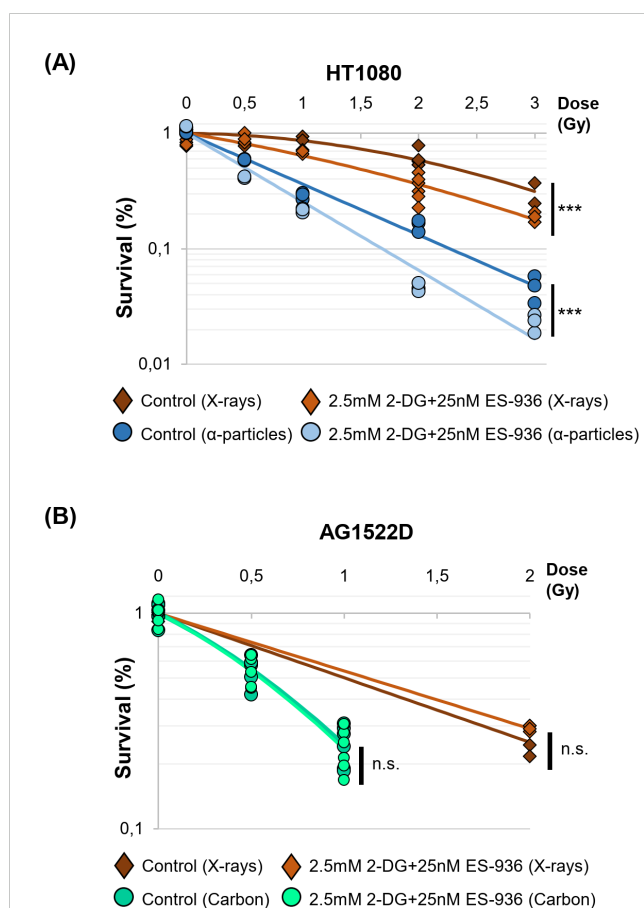 (A)
HT1080
0 0,5 1 1,5 2 2,5 3 Dose
(Gy)
1
0,1
0,01
Survival (%)
***
***
Control (X-rays) 2.5mM 2-DG+25nM ES-936 (X-rays)
Control (α-particles) 2.5mM 2-DG+25nM ES-936 (α-particles)
(B)
AG1522D
0 0,5 1 1,5 2 Dose
(Gy)
1
0,1
Survival (%)
n.s.
n.s.
Control (X-rays) 2.5mM 2-DG+25nM ES-936 (X-rays)
Control (Carbon) 2.5mM 2-DG+25nM ES-936 (Carbon)